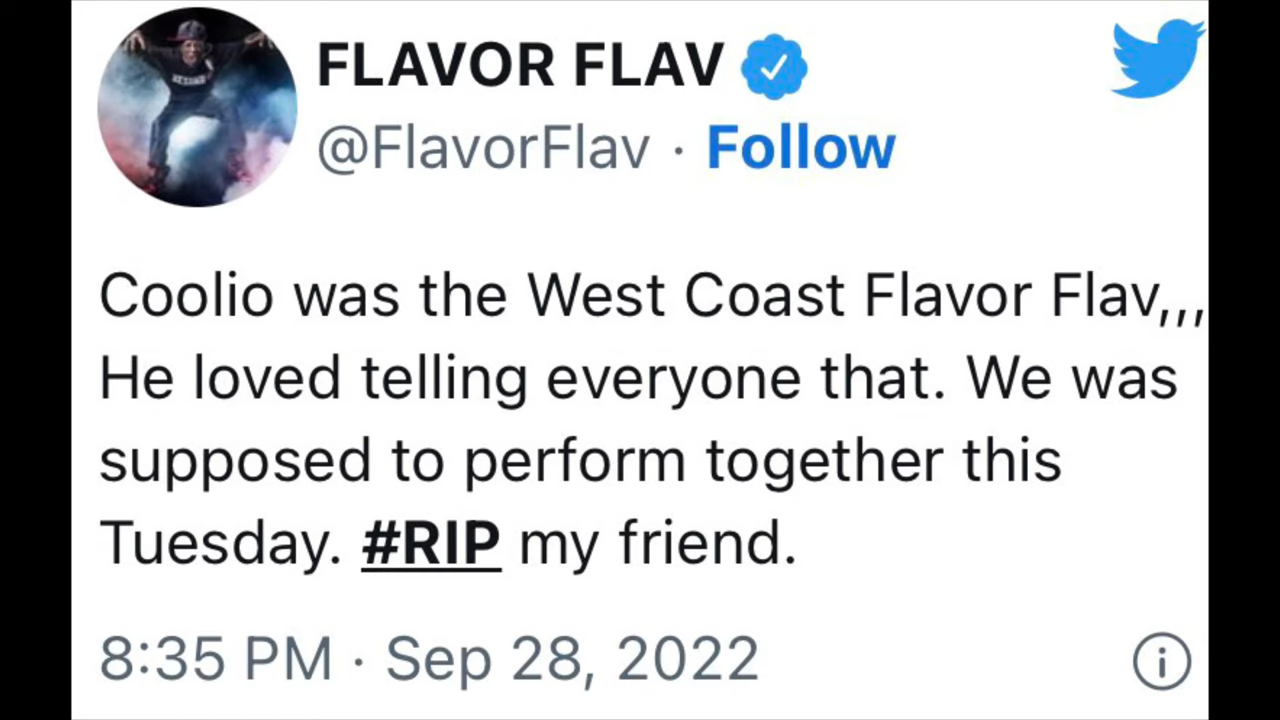 FLAVOR FLAV
@FlavorFlav · Follow
Coolio was the West Coast Flavor Flav,,,
He loved telling everyone that. We was
supposed to perform together this
Tuesday. #RIP my friend.
8:35 PM · Sep 28, 2022